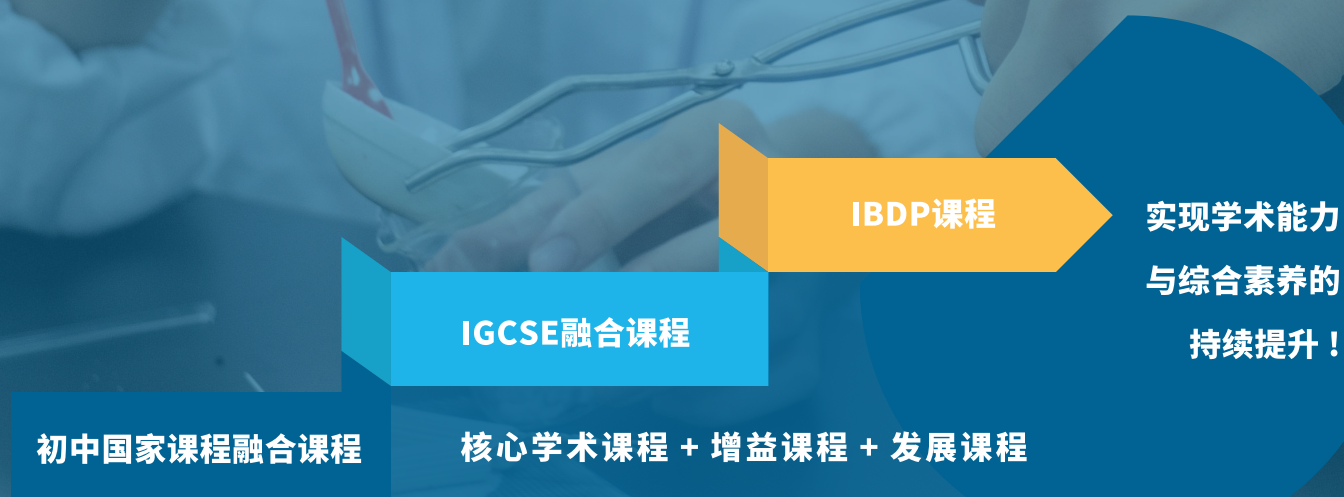 IBDP课程
实现学术能力
与综合素养的
持续提升！
IGCSE融合课程
初中国家课程融合课程
核心学术课程 + 增益课程 + 发展课程